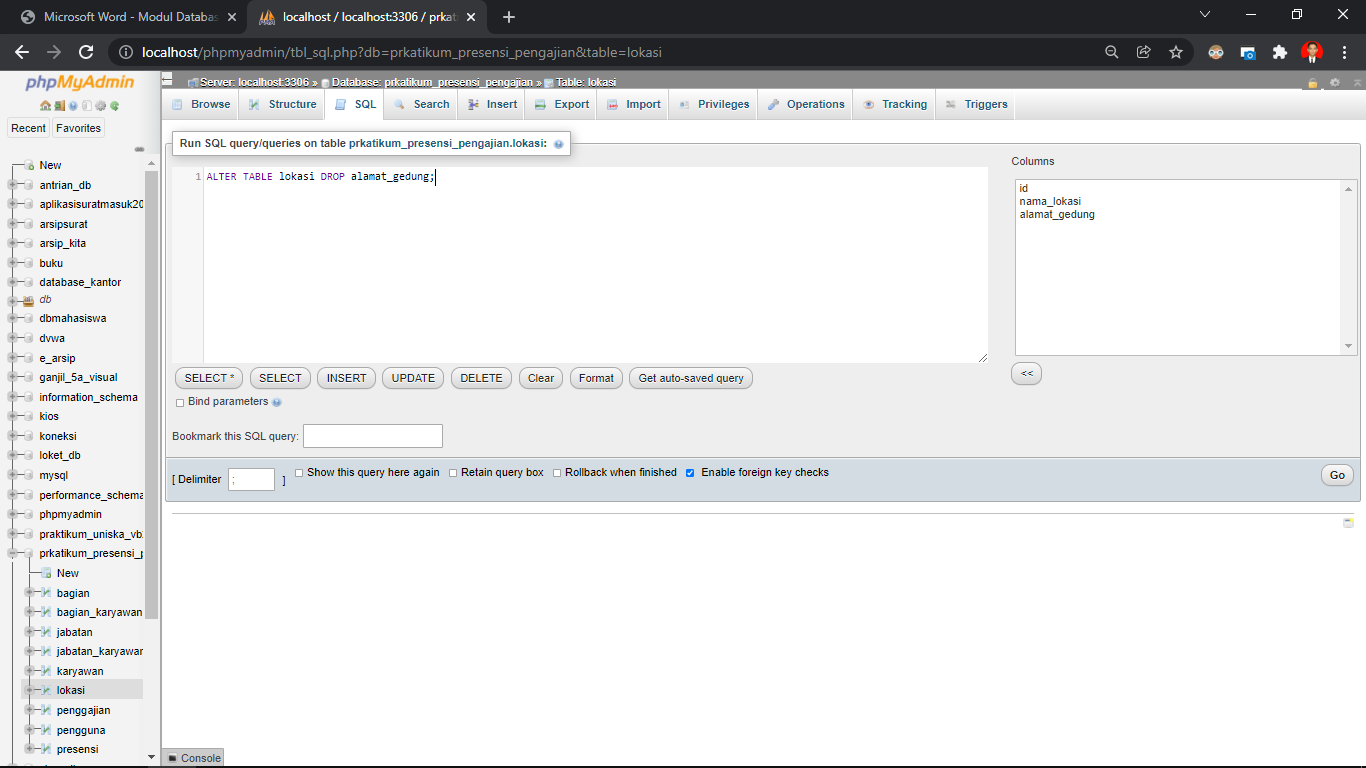 Microsoft Word - Modul Databas
localhost / localhost:3306 / prkati
localhost/phpmyadmin/tbl_sql.php?db=prkatikum_presensi_pengajian&table=lokasi
phpMyAdmin
Recent Favorites
New
antrian_db
aplikasisuratmasuk20
arsipsurat
arsip_kita
buku
database_kantor
db
dbmahasiswa
dvwa
e_arsip
ganjil_5a_visual
information_schema
kios
koneksi
loket_db
mysql
performance_schema
phpmyadmin
praktikum_uniska_vb
prkatikum_presensi_p
New
bagian
bagian_karyawan
jabatan
jabatan_karyawan
karyawan
lokasi
penggajian
pengguna
presensi
Server: localhost:3306 » Database: prkatikum_presensi_pengajian » Table: lokasi
Browse Structure SQL Search Insert Export Import Privileges Operations Tracking Triggers
Run SQL query/queries on table prkatikum_presensi_pengajian.lokasi:
1 ALTER TABLE lokasi DROP alamat_gedung;
Columns
id
nama_lokasi
alamat_gedung
<<
SELECT * SELECT INSERT UPDATE DELETE Clear Format Get auto-saved query
Bind parameters
Bookmark this SQL query:
[ Delimiter ; ] Show this query here again Retain query box Rollback when finished Enable foreign key checks Go
Console